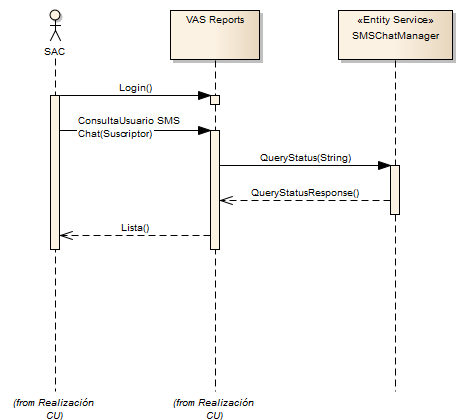 SAC
VAS Reports
«Entity Service»
SMSChatManager
Login()
ConsultaUsuario SMS
Chat(Suscriptor)
QueryStatus(String)
QueryStatusResponse()
Lista()
(from Realización
CU)
(from Realización
CU)